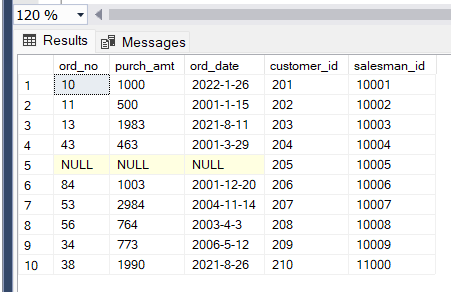 120 %
Results Messages
ord_no purch_amt ord_date customer_id salesman_id
1 10 1000 2022-1-26 201 10001
2 11 500 2001-1-15 202 10002
3 13 1983 2021-8-11 203 10003
4 43 463 2001-3-29 204 10004
5 NULL NULL NULL 205 10005
6 84 1003 2001-12-20 206 10006
7 53 2984 2004-11-14 207 10007
8 56 764 2003-4-3 208 10008
9 34 773 2006-5-12 209 10009
10 38 1990 2021-8-26 210 11000